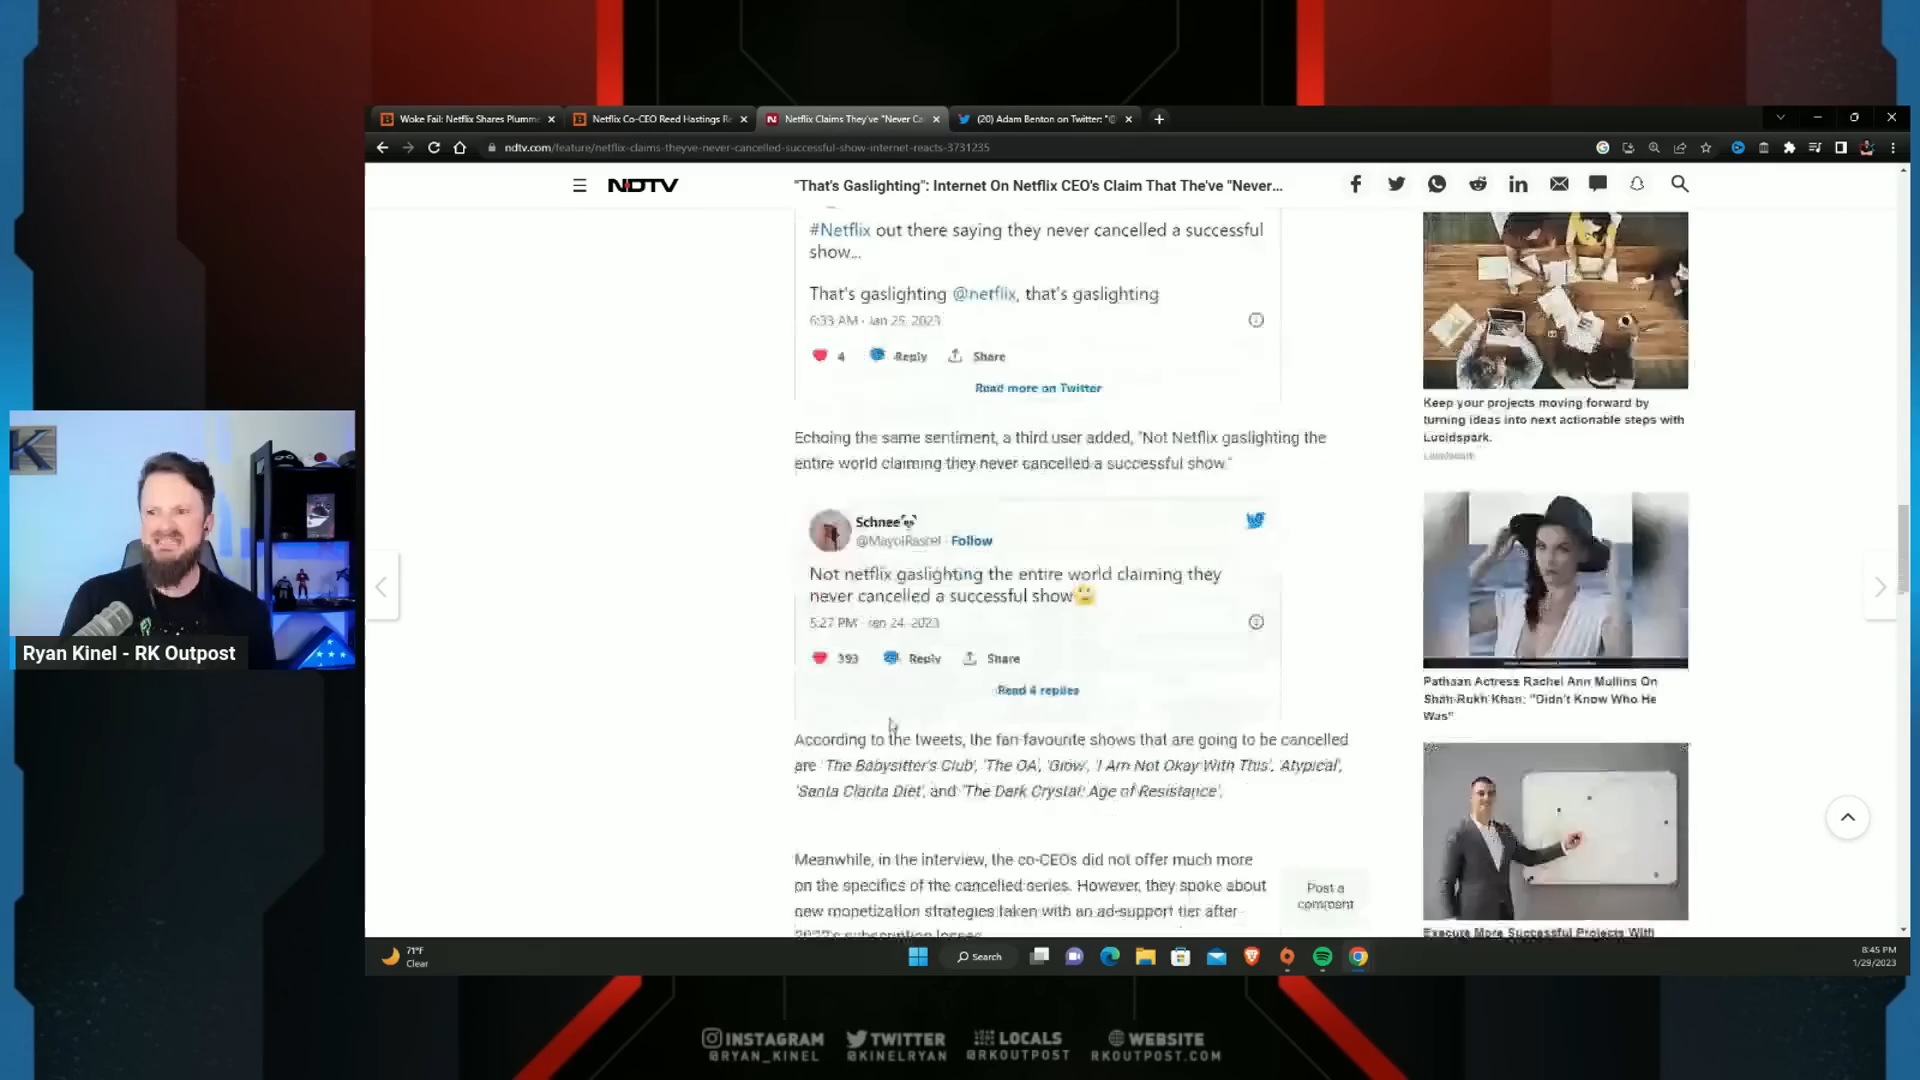 Woke Fail: Netflix Shares Plumm
Netflix Co-CEO Reed Hastings Re
Netflix Claims They've "Never Ca
(20) Adam Benton on Twitter: "@
ndtv.com/feature/netflix-claims-theyve-never-cancelled-successful-show-internet-reacts-3731235
NDTV
"That's Gaslighting": Internet On Netflix CEO's Claim That The've "Never...
#Netflix out there saying they never cancelled a successful
show...
That's gaslighting @netflix, that's gaslighting
6:33 AM · Jan 25, 2023
4 Reply Share
Read more on Twitter
Echoing the same sentiment, a third user added, "Not Netflix gaslighting the
entire world claiming they never cancelled a successful show."
Schnee
Follow
Not netflix gaslighting the entire world claiming they
never cancelled a successful show
5:27 PM · Jan 24, 2023
393 Reply Share
Read 4 replies
According to the tweets, the fan-favourite shows that are going to be cancelled
are 'The Babysitter's Club', 'The OA', 'Glow', 'I Am Not Okay With This', Atypical',
'Santa Clarita Diet', and 'The Dark Crystal: Age of Resistance'.
Meanwhile, in the interview, the co-CEOs did not offer much more
on the specifics of the cancelled series. However, they spoke about
new monetization strategies taken with an ad-support tier after
2022's subscription losses.
Post a
comment
Keep your projects moving forward by
turning ideas into next actionable steps with
Lucidspark.
Pathaan Actress Rachel Ann Mullins On
Shah Rukh Khan: "Didn't Know Who He
Was"
Execute More Successful Projects With
K
Ryan Kinel - RK Outpost
71°F
Clear
Search
8:45 PM
1/29/2023
INSTAGRAM
@RYAN_KINEL
TWITTER
@KINELRYAN
LOCALS
@RKOUTPOST
WEBSITE
RKOUTPOST.COM